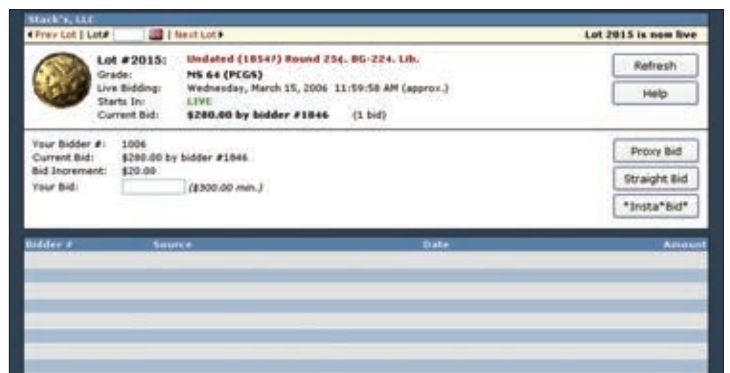 Stack's, LLC
Prev Lot | Lot# | Next Lot
Lot 2015 is now live
Lot #2015: Undated (1854?) Round 25¢. BG-224. Lib.
Grade: MS 64 (PCGS)
Live Bidding: Wednesday, March 15, 2006 11:59:58 AM (approx.)
Starts In: LIVE
Current Bid: $280.00 by bidder #1846 (1 bid)
Refresh
Help
Your Bidder #: 1006
Current Bid: $280.00 by bidder #1846
Bid Increment: $20.00
Your Bid: ($300.00 min.)
Proxy Bid
Straight Bid
*Insta*Bid*
Bidder # Source Date Amount